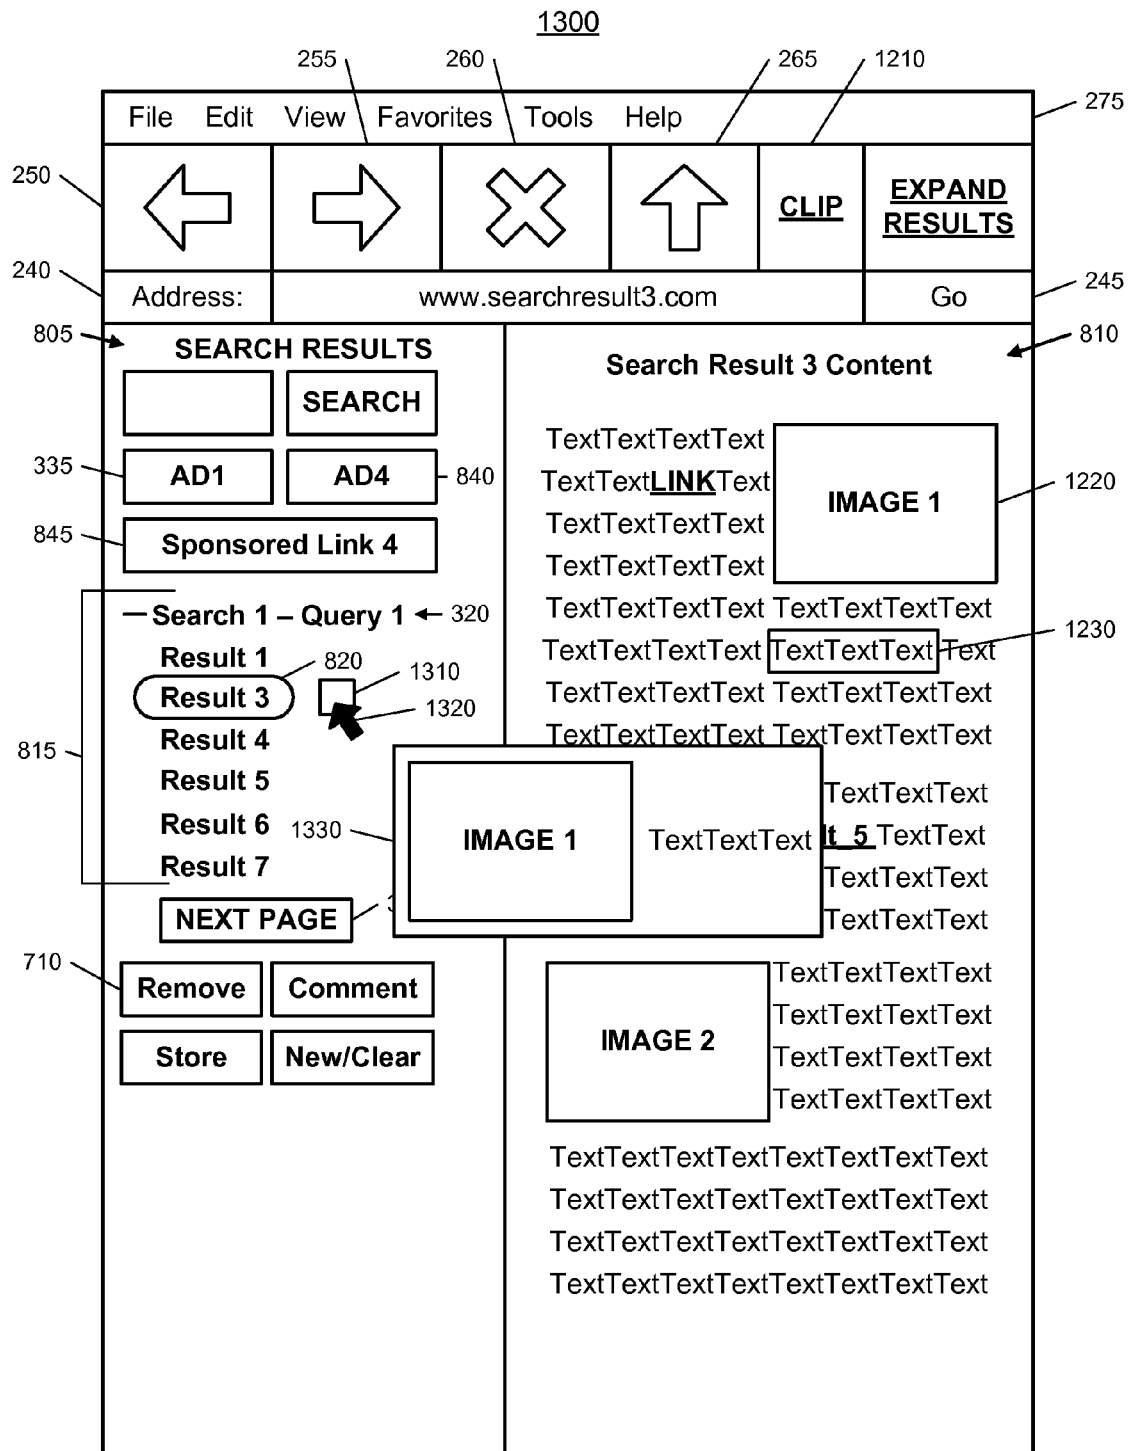 1300
255 260 265 1210
File Edit View Favorites Tools Help 275
250 CLIP EXPAND
RESULTS
240 Address: www.searchresult3.com Go 245
805 SEARCH RESULTS
SEARCH
335 AD1 AD4 840
845 Sponsored Link 4
— Search 1 – Query 1 320
Result 1 820
Result 3 1310
1320
Result 4
815 Result 5
Result 6
Result 7
NEXT PAGE
710 Remove Comment
Store New/Clear
810
Search Result 3 Content
TextTextTextText
TextTextLINKText IMAGE 1 1220
TextTextTextText
TextTextTextText
TextTextTextText TextTextTextText
TextTextTextText TextTextText Text 1230
TextTextTextText TextTextTextText
TextTextTextText TextTextTextText
TextTextText
1330 IMAGE 1 TextTextText lt_5 TextText
TextTextText
TextTextText
TextTextTextText
TextTextTextText
IMAGE 2 TextTextTextText
TextTextTextText
TextTextTextTextTextTextTextText
TextTextTextTextTextTextTextText
TextTextTextTextTextTextTextText
TextTextTextTextTextTextTextText